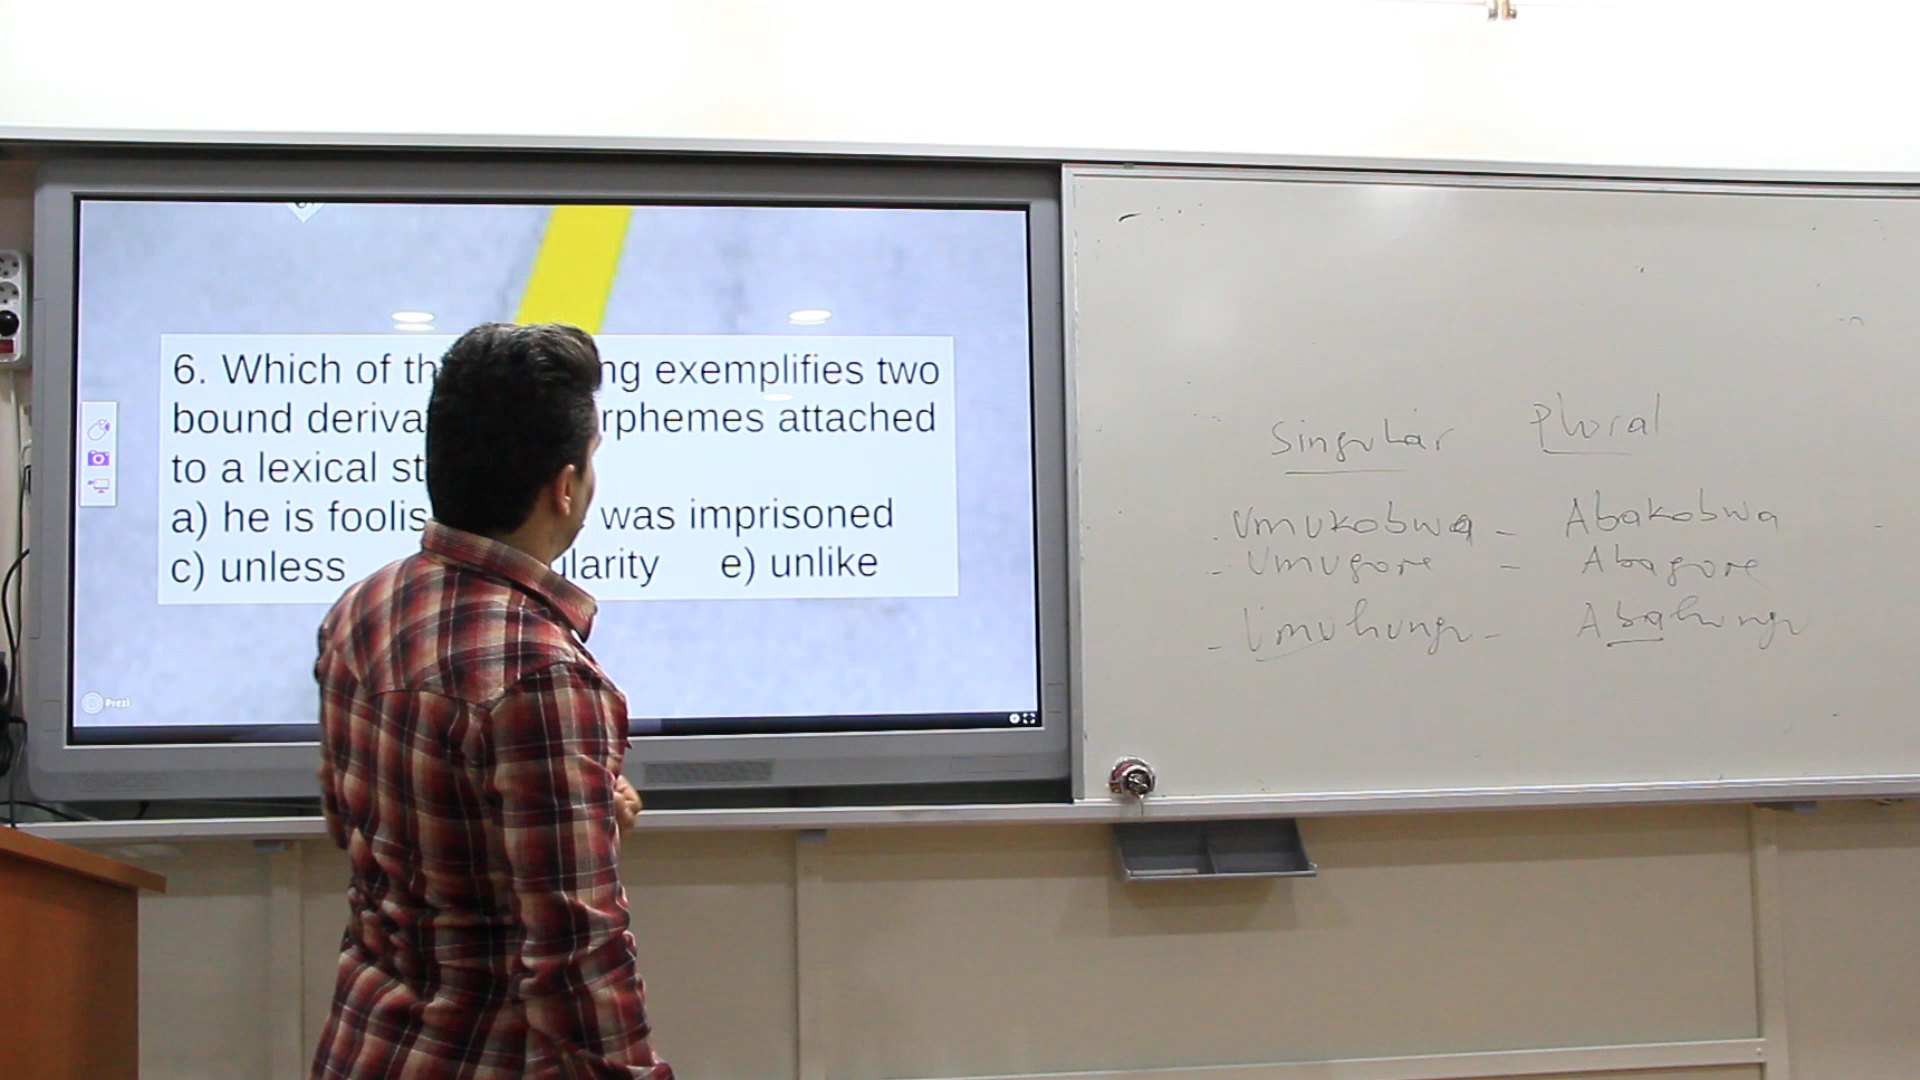 6. Which of th ng exemplifies two
bound deriva rphemes attached
to a lexical st
a) he is foolis was imprisoned
c) unless ularity e) unlike
Prezi
Singular Plural
Umukobwa - Abakobwa
- Umugore - Abagore
- Umuhungu - Abahungu